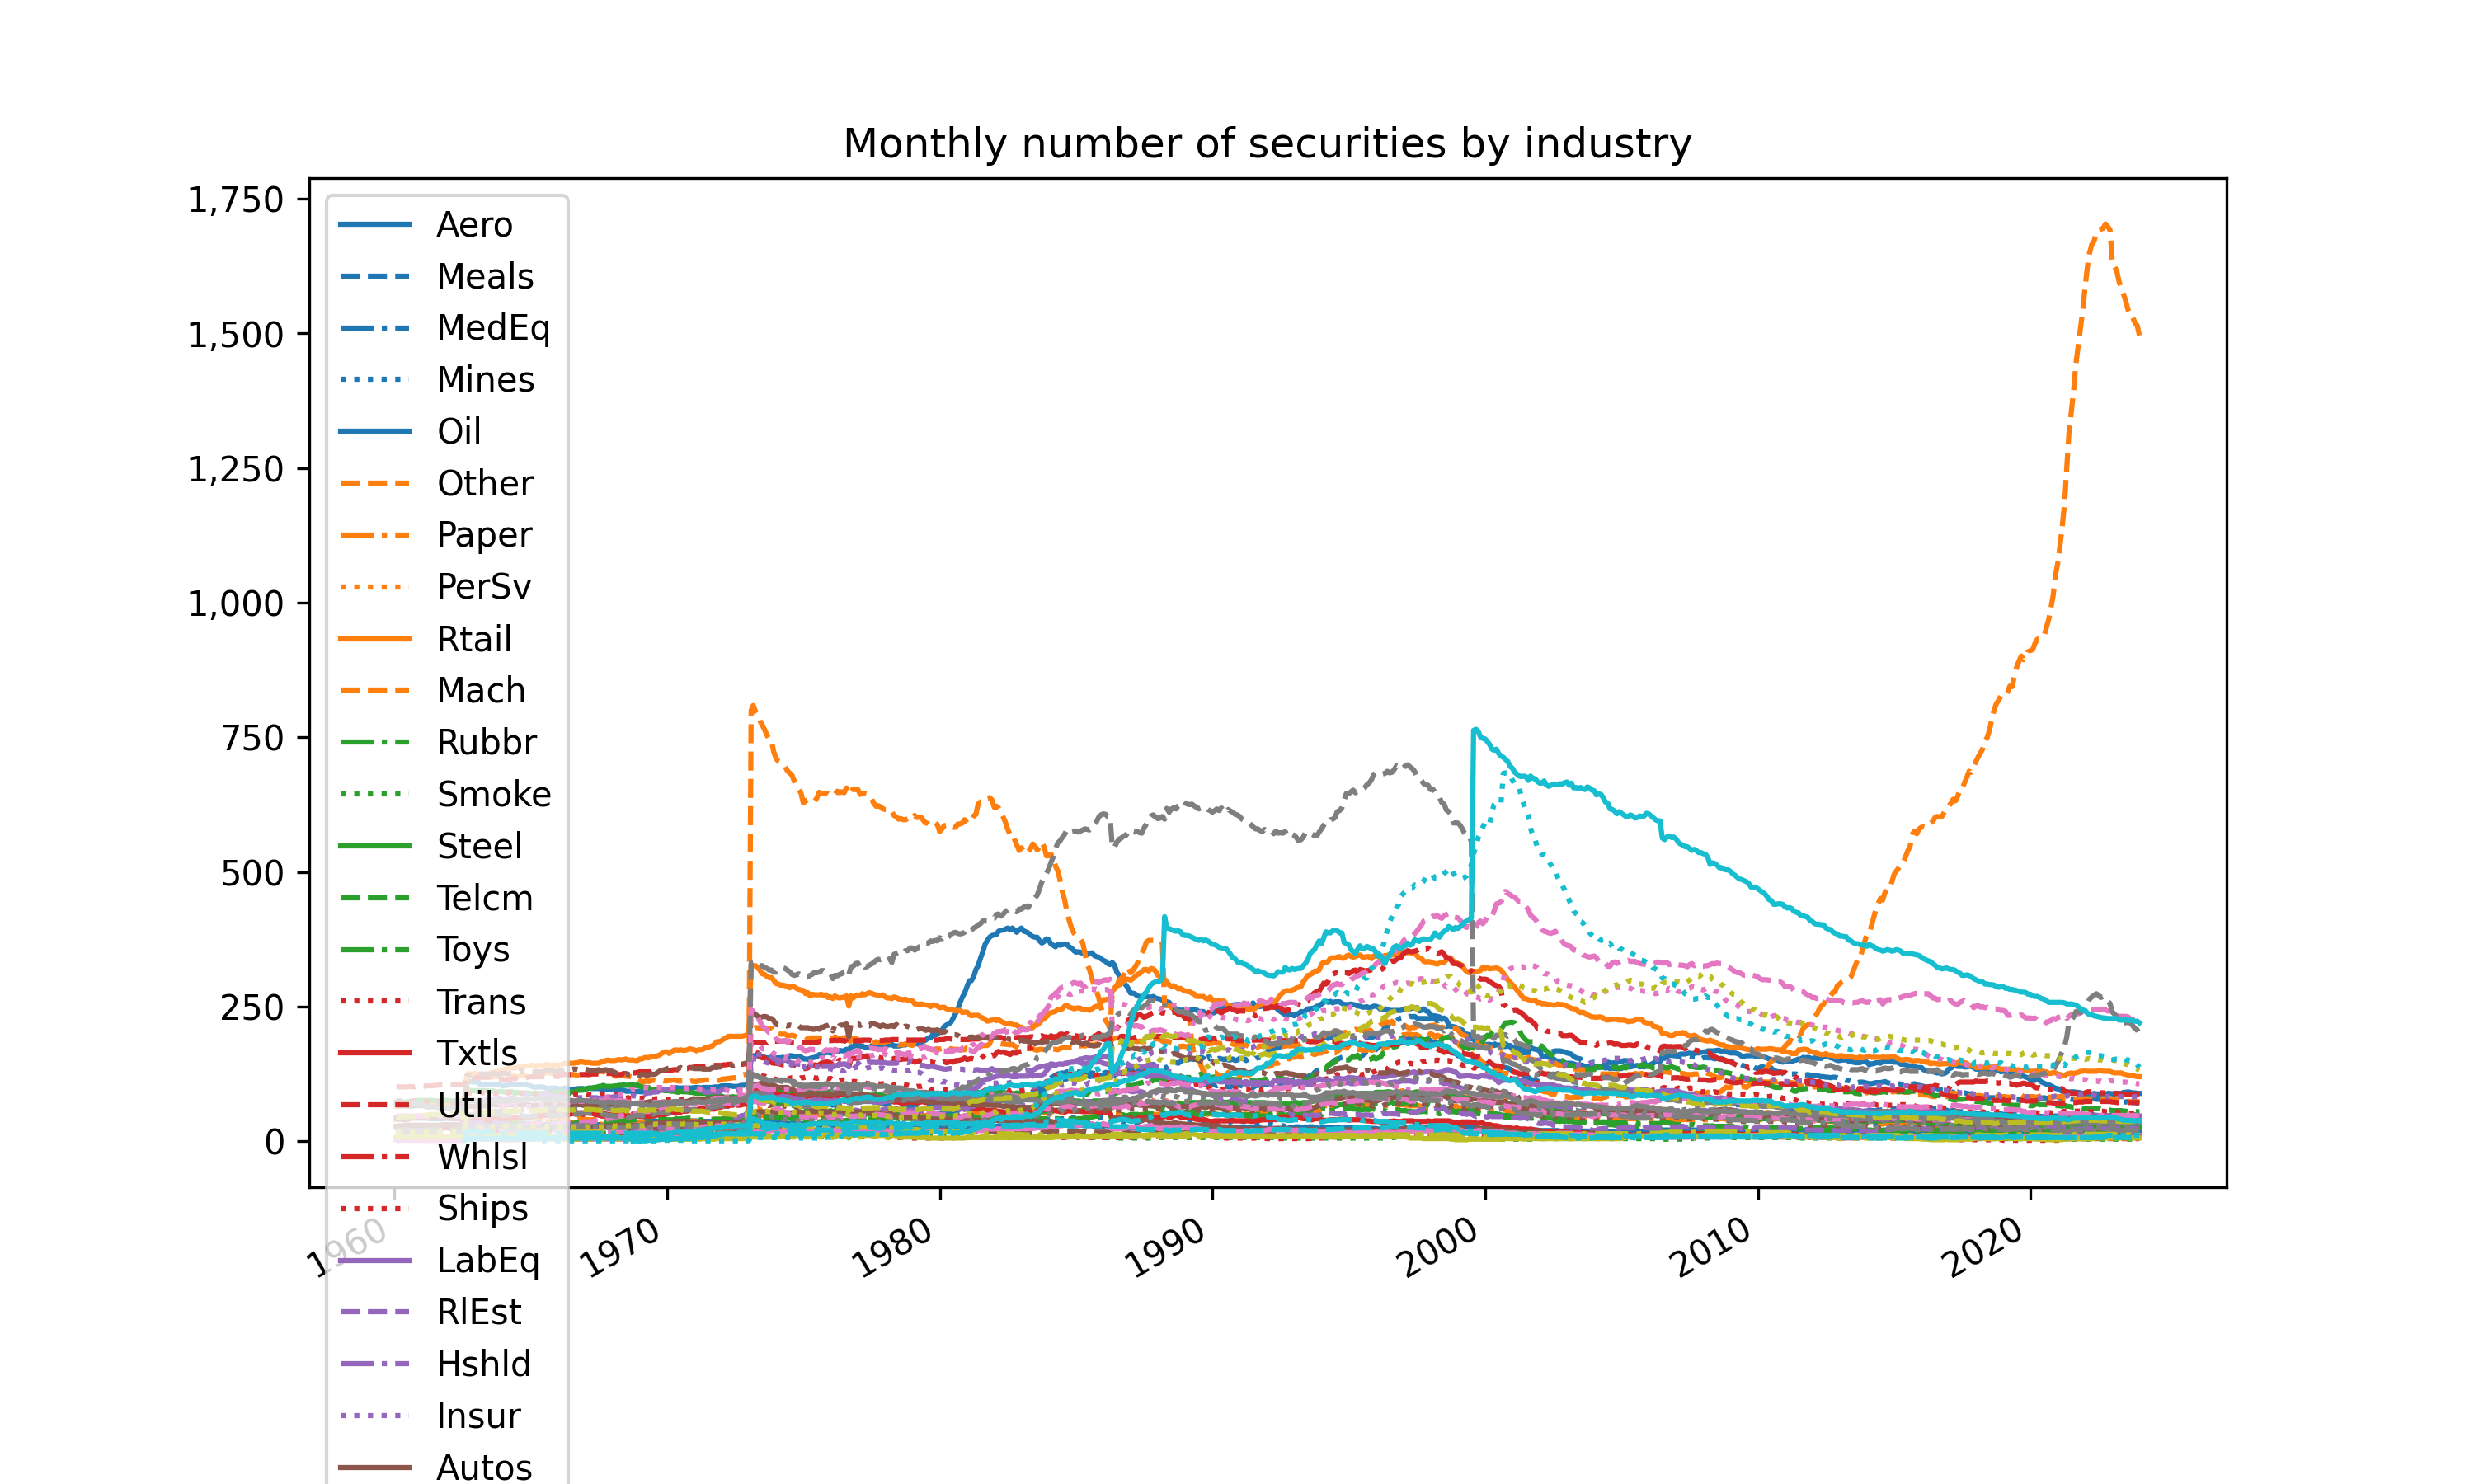 Monthly number of securities by industry
1,750
1,500
1,250
1,000
750
500
250
0
Aero
Meals
MedEq
Mines
Oil
Other
Paper
PerSv
Rtail
Mach
Rubbr
Smoke
Steel
Telcm
Toys
Trans
Txtls
Util
Whlsl
Ships
LabEq
RlEst
Hshld
Insur
Autos
1960
1970
1980
1990
2000
2010
2020